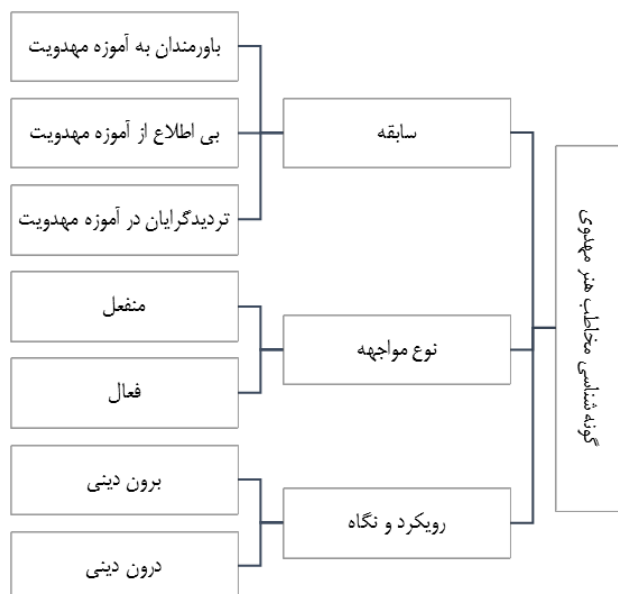 گونه شناسی مخاطب هنر مهدوی
سابقه
باورمندان به آموزه مهدویت
بی اطلاع از آموزه مهدویت
تردیدگرایان در آموزه مهدویت
نوع مواجهه
منفعل
فعال
رویکرد و نگاه
برون دینی
درون دینی